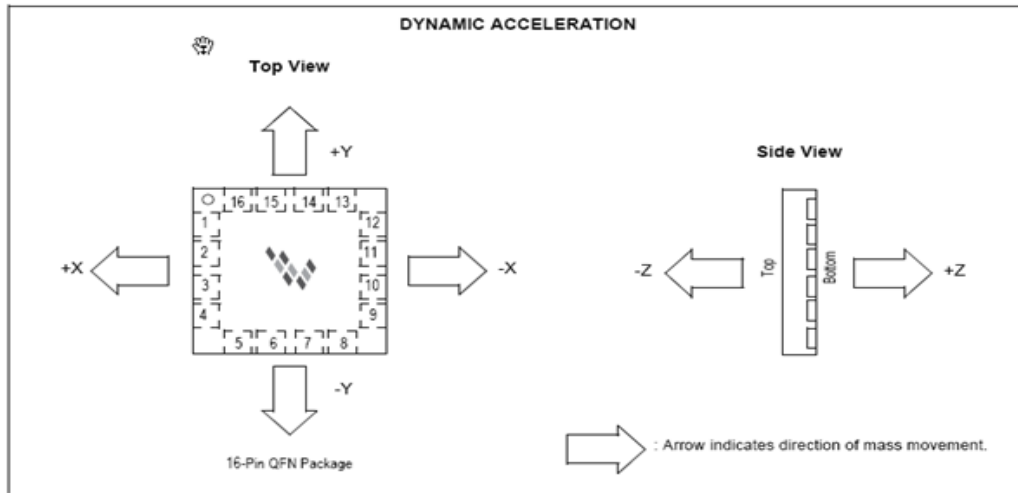 DYNAMIC ACCELERATION
Top View
+Y
Side View
16 15 14 13
1 12
2 11
+X -X
3 10
4 9
5 6 7 8
-Y
16-Pin QFN Package
-Z Top Bottom +Z
: Arrow indicates direction of mass movement.